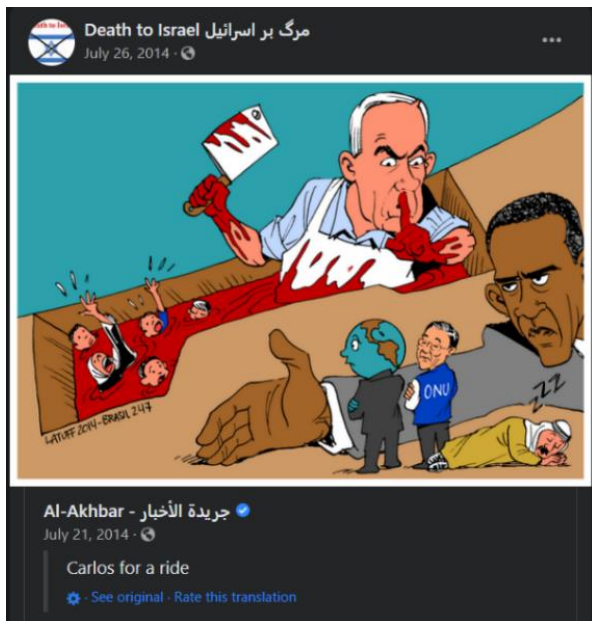 Death to Israel مرگ بر اسرائیل
July 26, 2014 ·
ONU
ZZZ
LATUFF 2014 - BRASIL 247
Al-Akhbar - جريدة الأخبار
July 21, 2014 ·
Carlos for a ride
· See original · Rate this translation